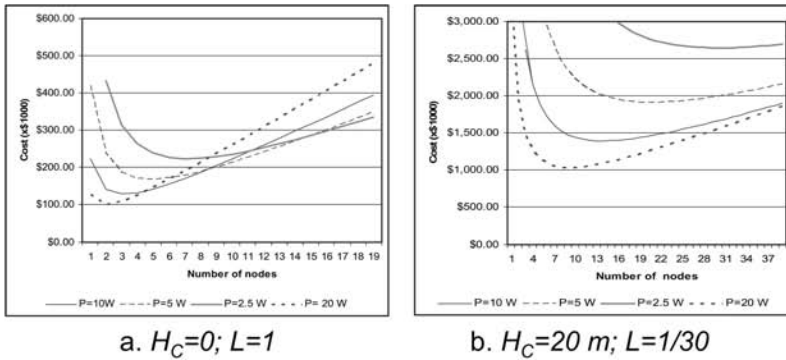 $600.00
$500.00
$400.00
$300.00
$200.00
$100.00
$0.00
Cost (x$1000)
1 2 3 4 5 6 7 8 9 10 11 12 13 14 15 16 17 18 19
Number of nodes
P=10W P=5 W P=2.5 W P= 20 W
a. HC=0; L=1
$3,000.00
$2,500.00
$2,000.00
$1,500.00
$1,000.00
$500.00
$0.00
Cost (x$1000)
1 4 7 10 13 16 19 22 25 28 31 34 37
Number of nodes
P=10 W P=5 W P=2.5 W P=20 W
b. HC=20 m; L=1/30